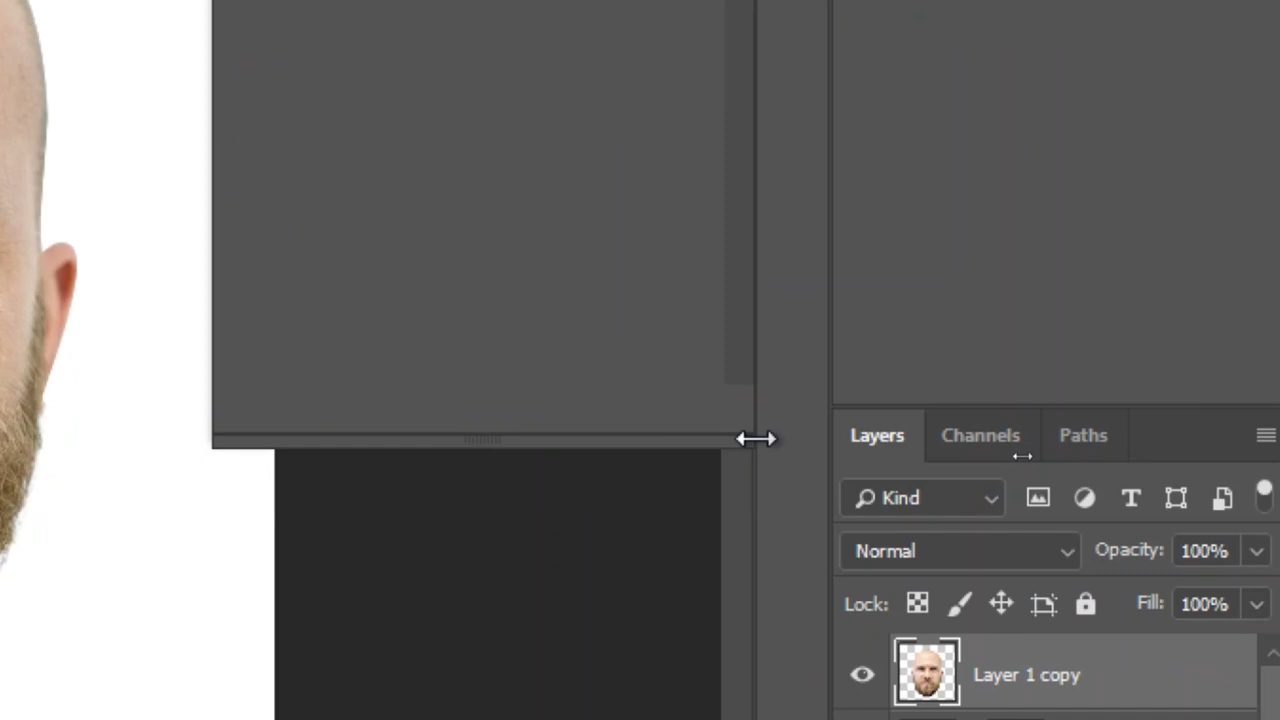 Layers Channels Paths
Kind
Normal Opacity: 100%
Lock: Fill: 100%
Layer 1 copy